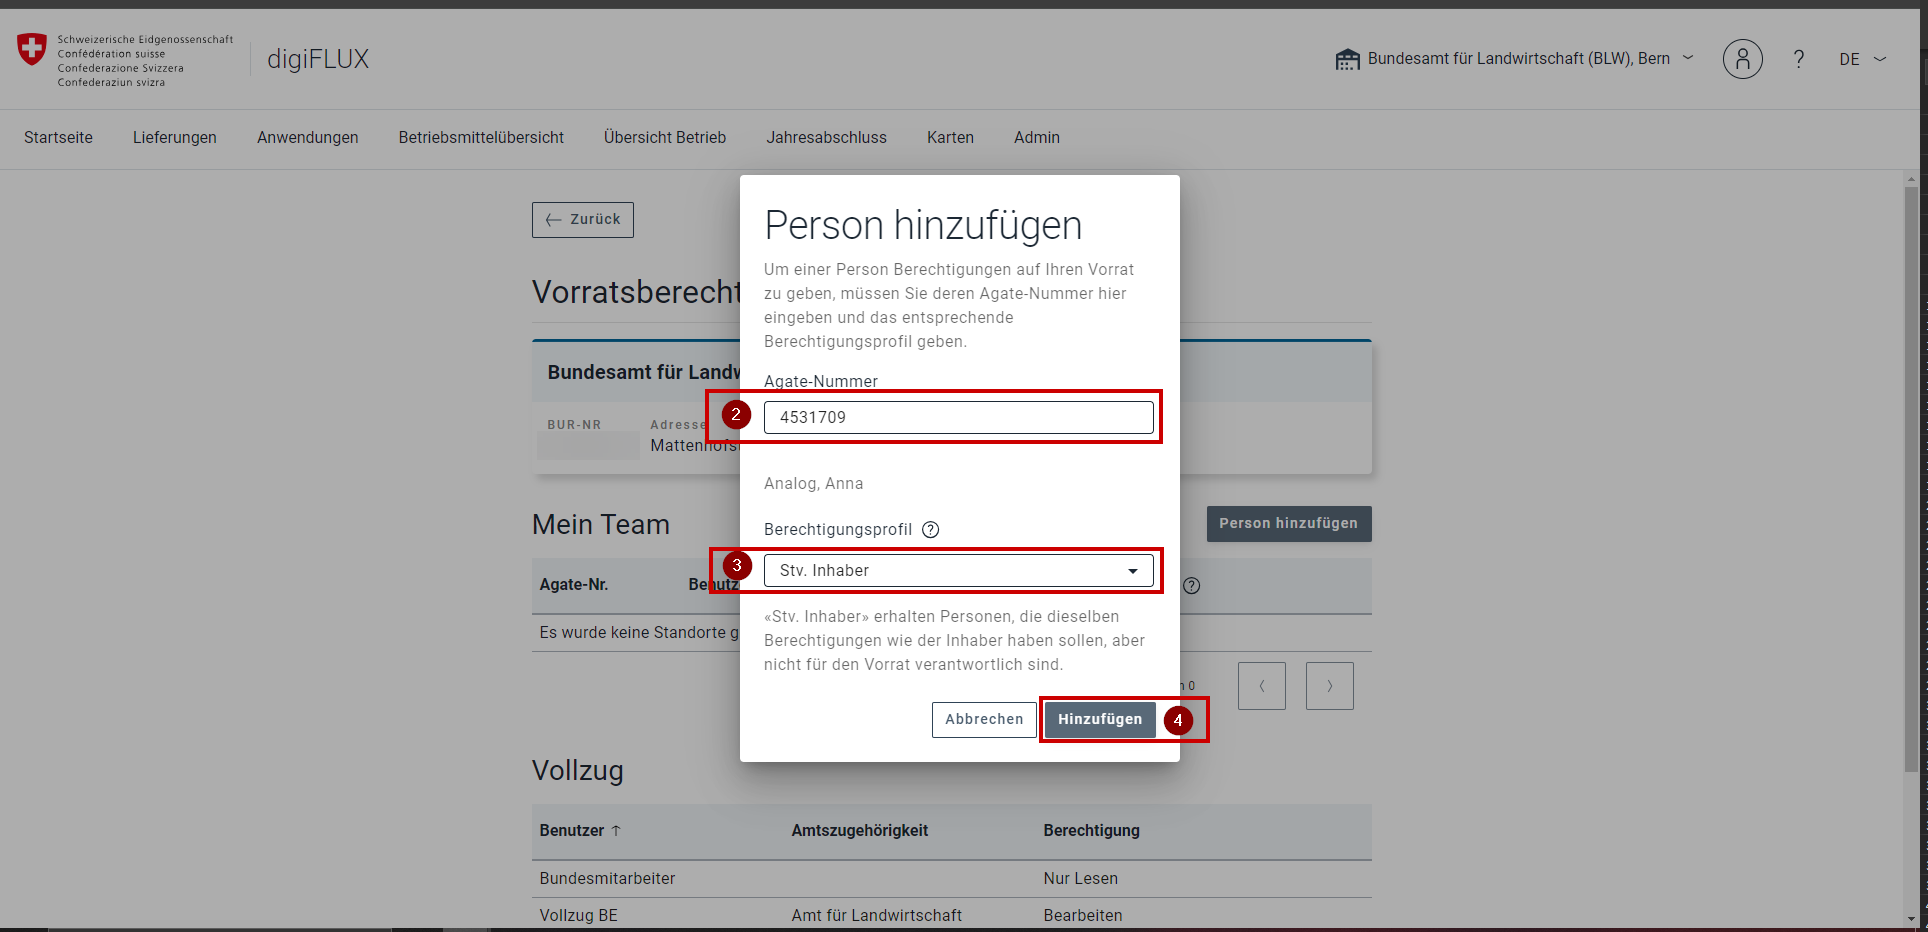 Schweizerische Eidgenossenschaft
Confédération suisse
Confederazione Svizzera
Confederaziun svizra
digiFLUX
Bundesamt für Landwirtschaft (BLW), Bern
?
DE
Startseite
Lieferungen
Anwendungen
Betriebsmittelübersicht
Übersicht Betrieb
Jahresabschluss
Karten
Admin
Zurück
Vorratsberecht
Bundesamt für Landw
BUR-NR
Adresse
Mattenhofst
Mein Team
Person hinzufügen
Agate-Nr.
Benutz
?
Es wurde keine Standorte g
n 0
Person hinzufügen
Um einer Person Berechtigungen auf Ihren Vorrat
zu geben, müssen Sie deren Agate-Nummer hier
eingeben und das entsprechende
Berechtigungsprofil geben.
Agate-Nummer
2
4531709
Analog, Anna
Berechtigungsprofil ?
3
Stv. Inhaber
«Stv. Inhaber» erhalten Personen, die dieselben
Berechtigungen wie der Inhaber haben sollen, aber
nicht für den Vorrat verantwortlich sind.
Abbrechen
Hinzufügen
4
Vollzug
Benutzer ↑
Amtszugehörigkeit
Berechtigung
Bundesmitarbeiter
Nur Lesen
Vollzug BE
Amt für Landwirtschaft
Bearbeiten